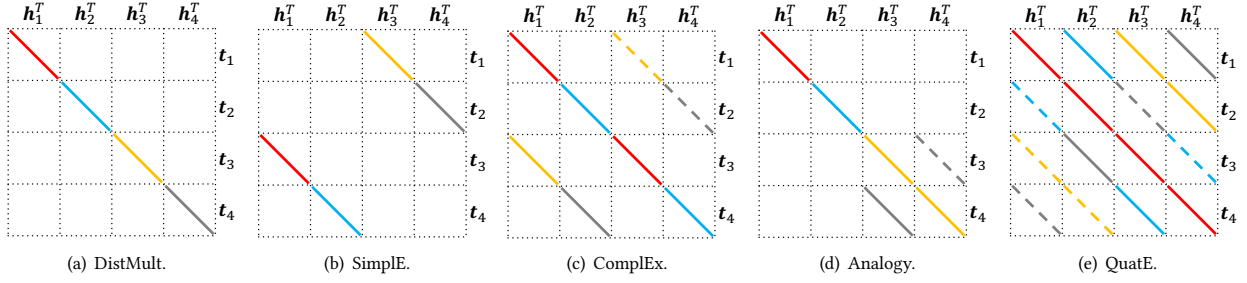 h₁ᵀ h₂ᵀ h₃ᵀ h₄ᵀ
t₁
t₂
t₃
t₄
(a) DistMult.
h₁ᵀ h₂ᵀ h₃ᵀ h₄ᵀ
t₁
t₂
t₃
t₄
(b) SimplE.
h₁ᵀ h₂ᵀ h₃ᵀ h₄ᵀ
t₁
t₂
t₃
t₄
(c) ComplEx.
h₁ᵀ h₂ᵀ h₃ᵀ h₄ᵀ
t₁
t₂
t₃
t₄
(d) Analogy.
h₁ᵀ h₂ᵀ h₃ᵀ h₄ᵀ
t₁
t₂
t₃
t₄
(e) QuatE.